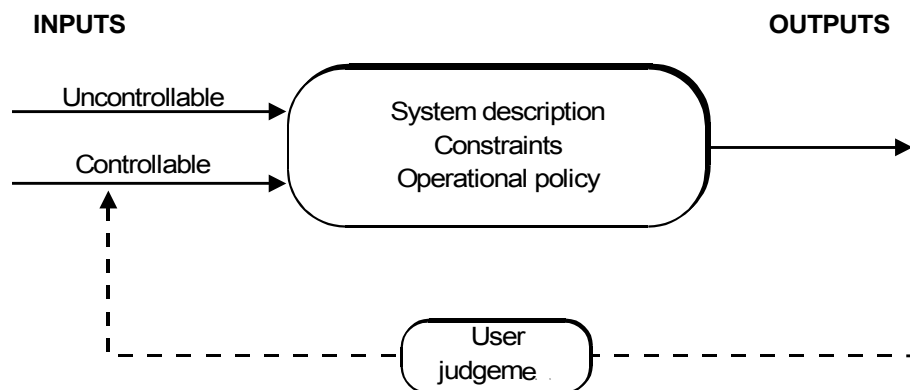 INPUTS
OUTPUTS
Uncontrollable
Controllable
System description
Constraints
Operational policy
User
judgeme